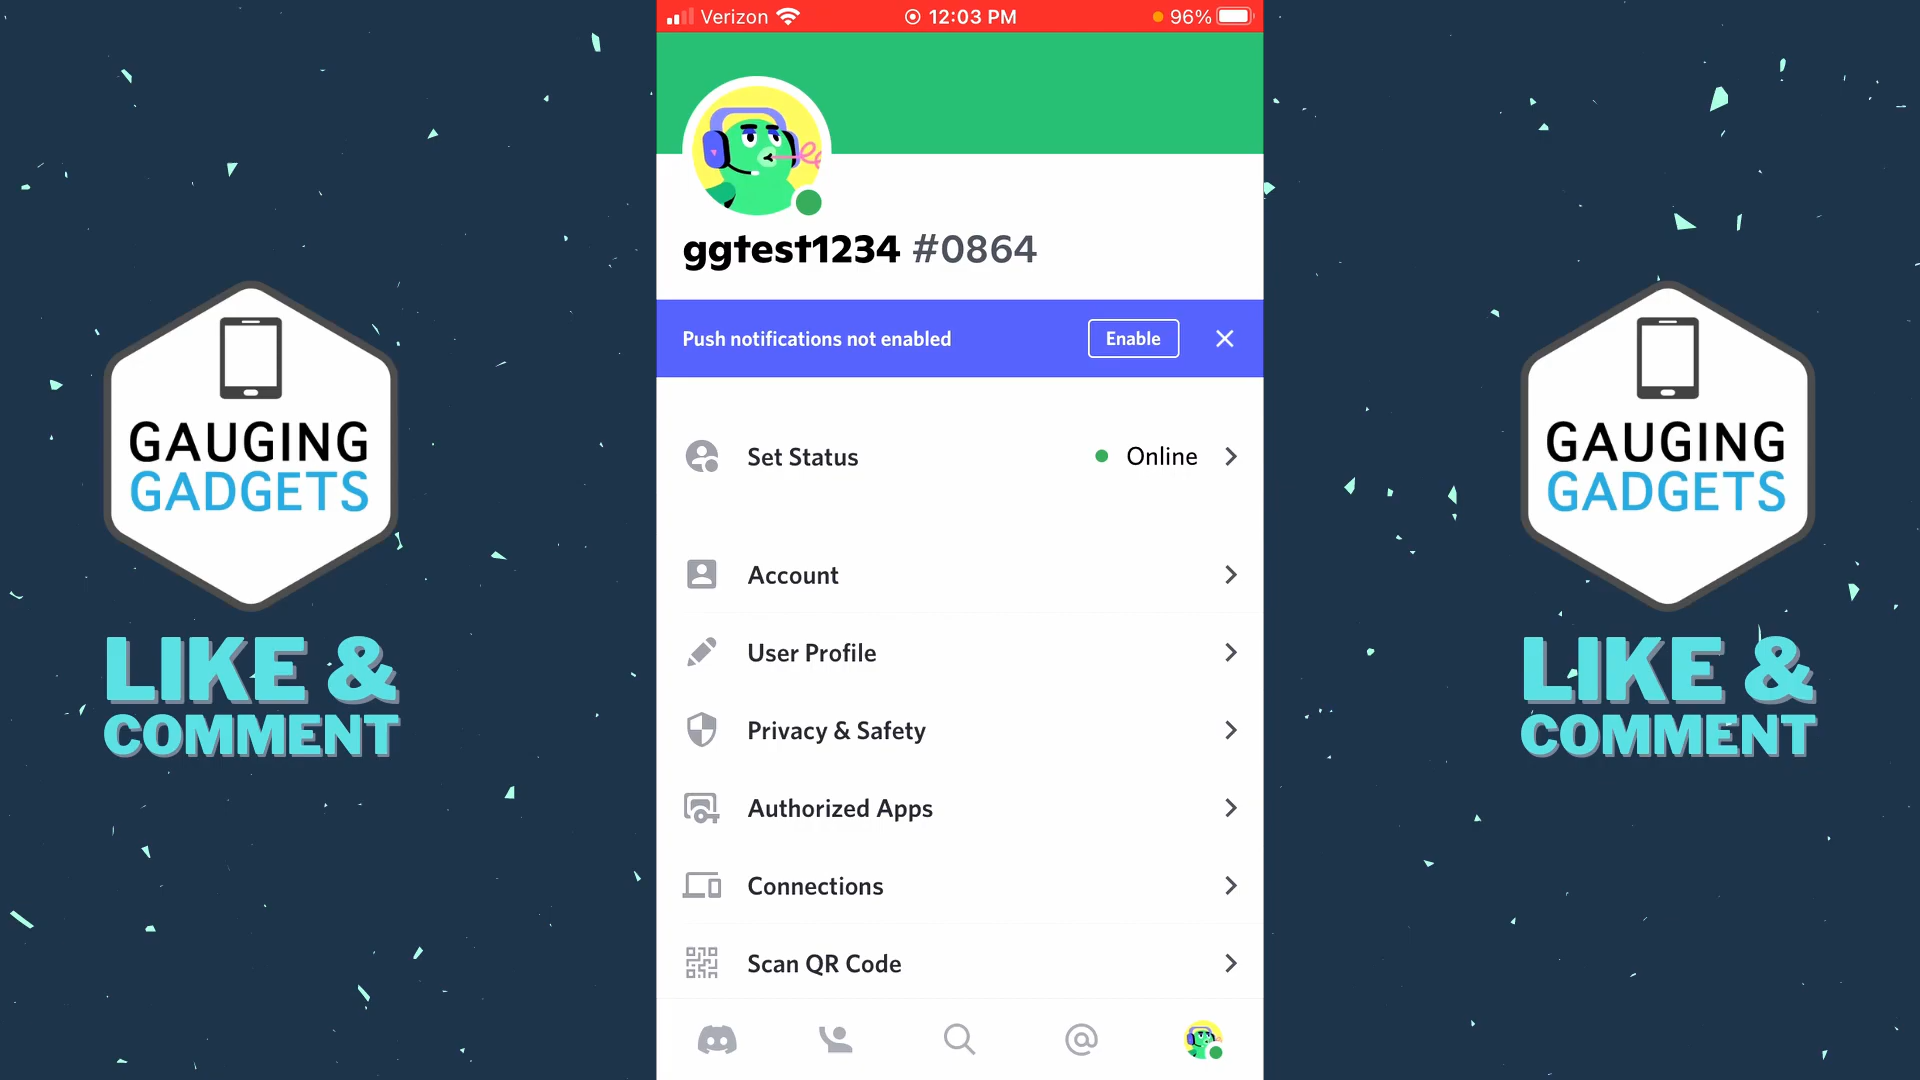 Verizon 12:03 PM 96%
ggtest1234 #0864
Push notifications not enabled Enable
Set Status Online
Account
User Profile
Privacy & Safety
Authorized Apps
Connections
Scan QR Code
GAUGING
GADGETS
LIKE &
COMMENT
GAUGING
GADGETS
LIKE &
COMMENT